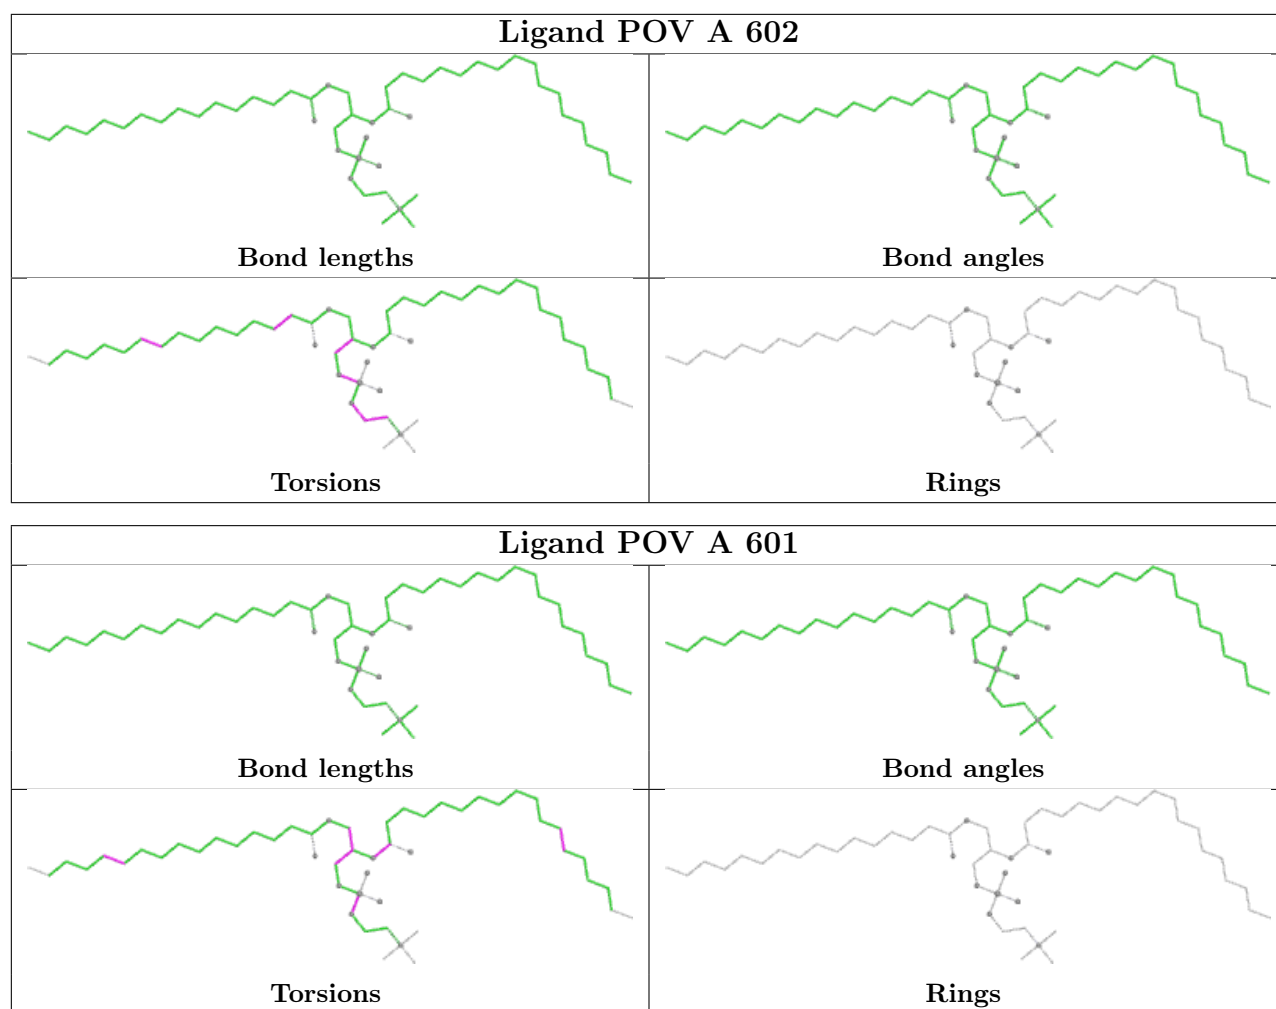 Ligand POV A 602
Bond lengths
Bond angles
Torsions
Rings
Ligand POV A 601
Bond lengths
Bond angles
Torsions
Rings